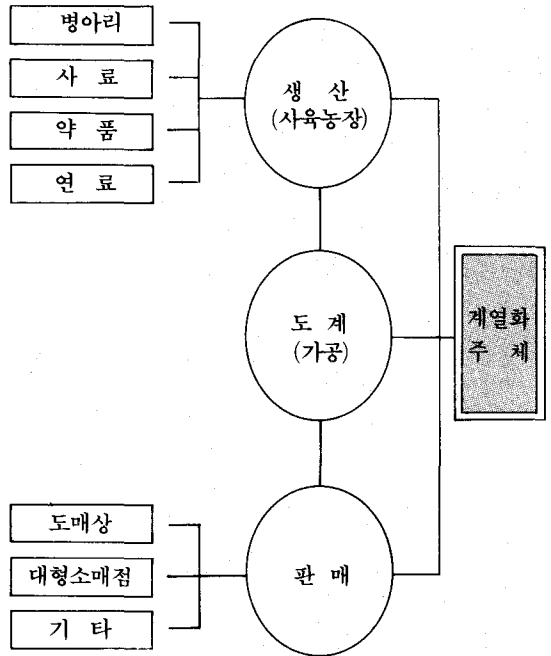 병아리
사 료
약 품
연 료
생 산
(사육농장)
도 계
(가공)
계열화
주 체
도매상
대형소매점
기 타
판 매